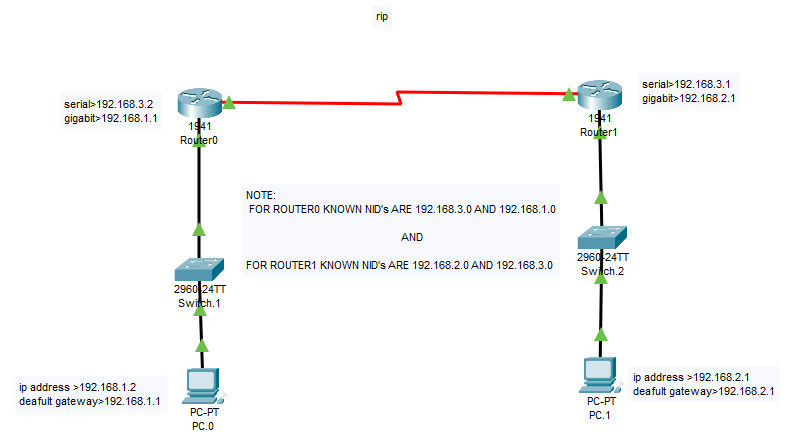 rip
serial>192.168.3.2
gigabit>192.168.1.1
1941
Router0
serial>192.168.3.1
gigabit>192.168.2.1
1941
Router1
NOTE:
FOR ROUTER0 KNOWN NID's ARE 192.168.3.0 AND 192.168.1.0
AND
FOR ROUTER1 KNOWN NID's ARE 192.168.2.0 AND 192.168.3.0
2960-24TT
Switch.1
2960-24TT
Switch.2
ip address >192.168.1.2
deafult gateway>192.168.1.1
PC-PT
PC.0
ip address >192.168.2.1
deafult gateway>192.168.2.1
PC-PT
PC.1